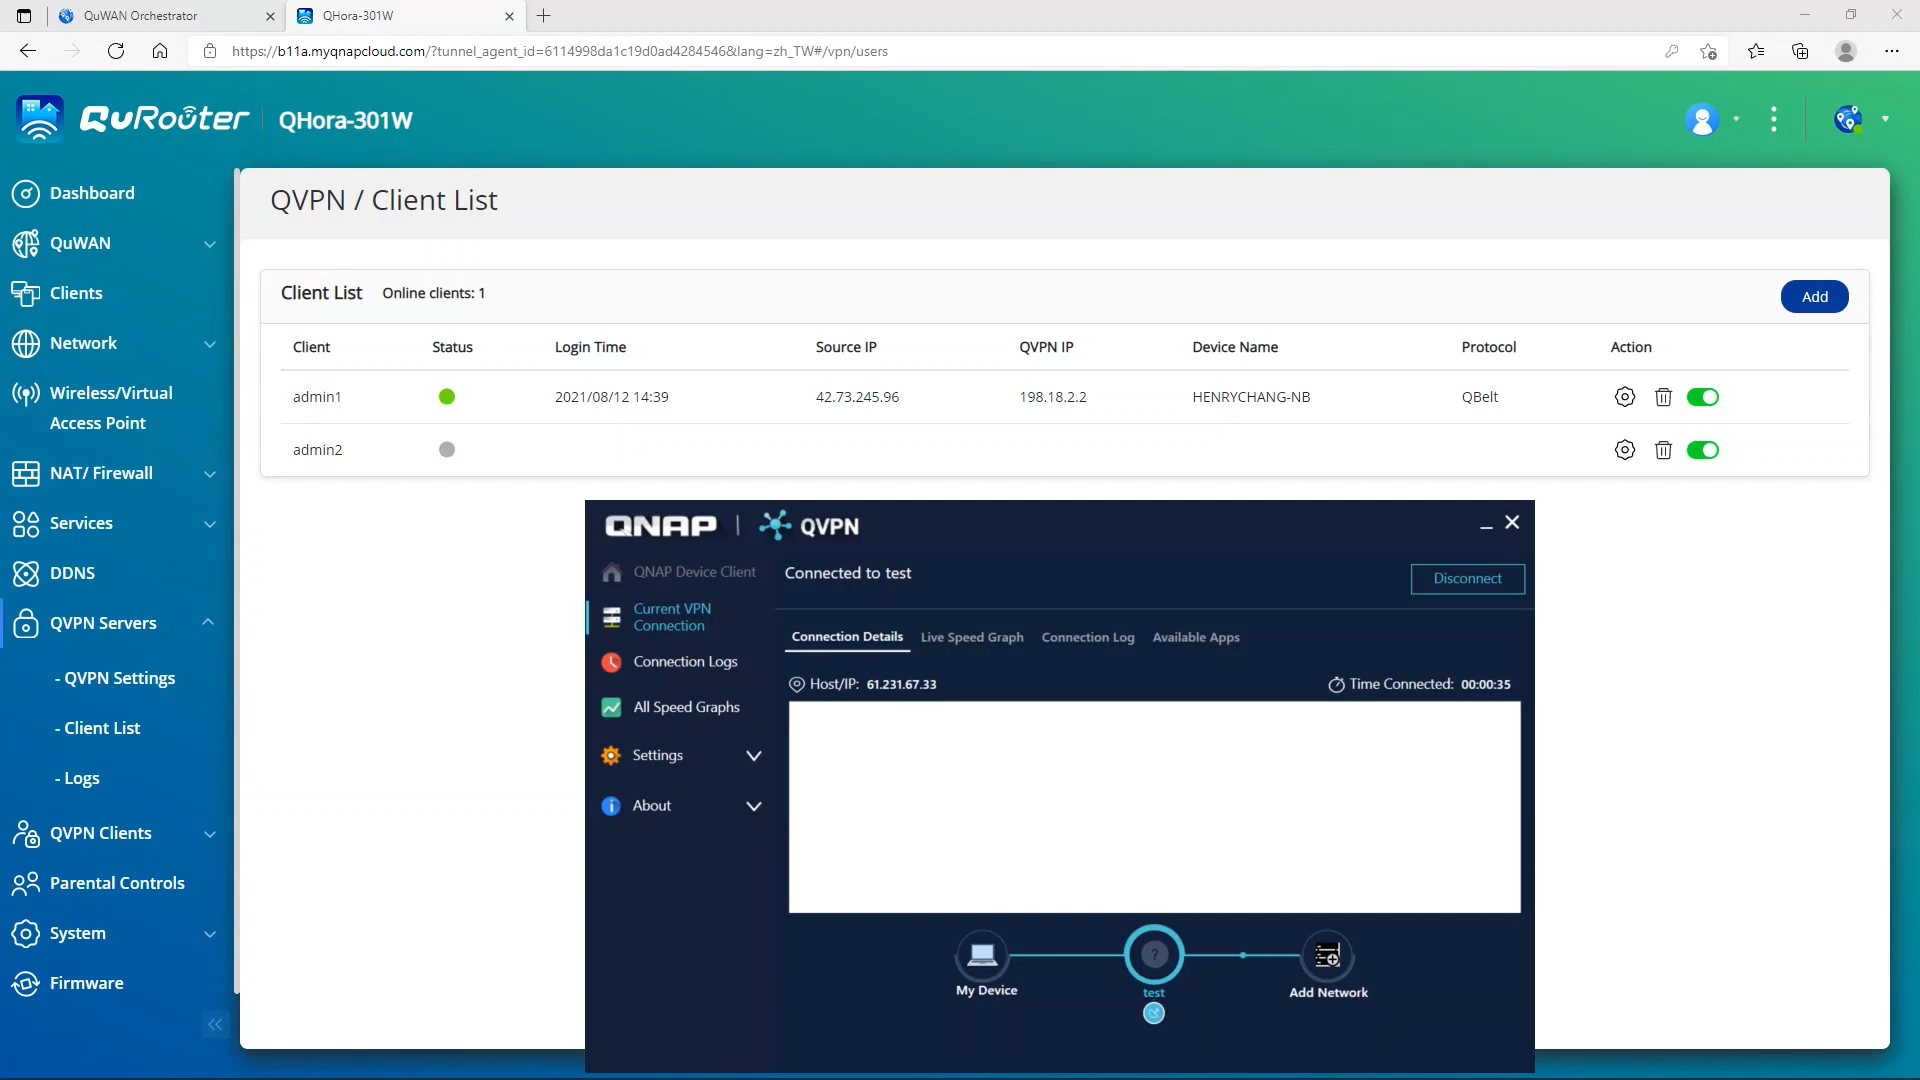 QuWAN Orchestrator
QHora-301W
https://b11a.myqnapcloud.com/?tunnel_agent_id=6114998da1c19d0ad4284546&lang=zh_TW#/vpn/users
QuRouter
QHora-301W
Dashboard
QuWAN
Clients
Network
Wireless/Virtual
Access Point
NAT/ Firewall
Services
DDNS
QVPN Servers
- QVPN Settings
- Client List
- Logs
QVPN Clients
Parental Controls
System
Firmware
QVPN / Client List
Client List Online clients: 1
Add
Client Status Login Time Source IP QVPN IP Device Name Protocol Action
admin1 2021/08/12 14:39 42.73.245.96 198.18.2.2 HENRYCHANG-NB QBelt
admin2
QNAP | QVPN
QNAP Device Client
Current VPN
Connection
Connection Logs
All Speed Graphs
Settings
About
Connected to test
Disconnect
Connection Details Live Speed Graph Connection Log Available Apps
Host/IP: 61.231.67.33 Time Connected: 00:00:35
My Device
test
Add Network